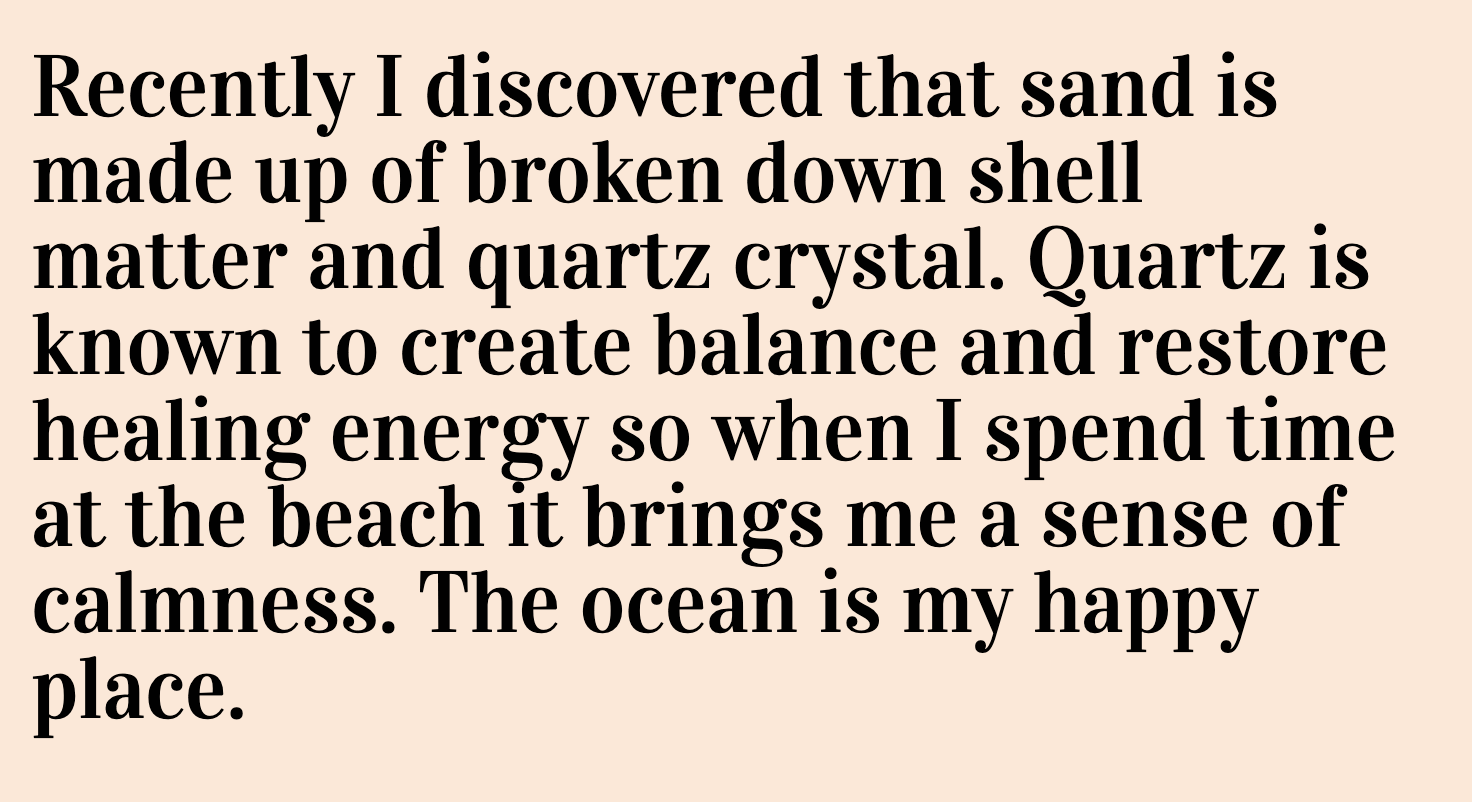 Recently I discovered that sand is
made up of broken down shell
matter and quartz crystal. Quartz is
known to create balance and restore
healing energy so when I spend time
at the beach it brings me a sense of
calmness. The ocean is my happy
place.